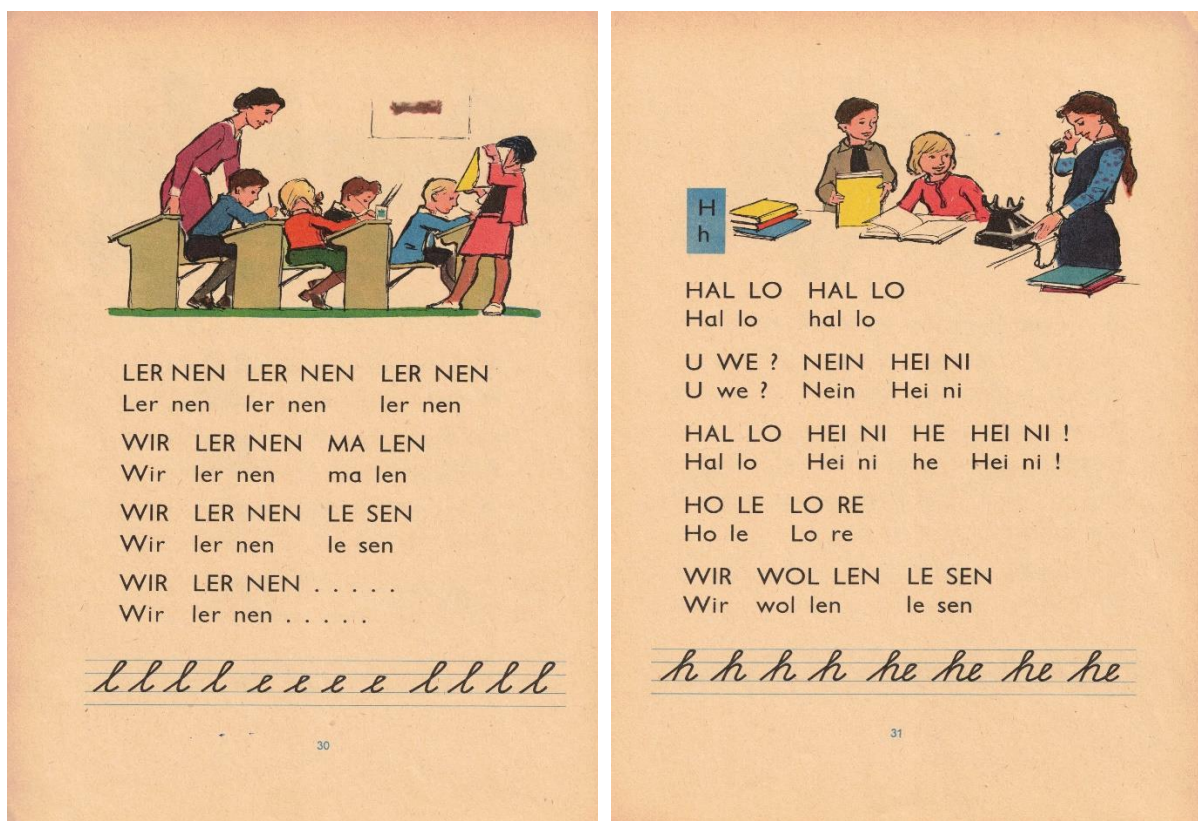 LER NEN LER NEN LER NEN
Ler nen ler nen ler nen
WIR LER NEN MA LEN
Wir ler nen ma len
WIR LER NEN LE SEN
Wir ler nen le sen
WIR LER NEN . . . . .
Wir ler nen . . . . .
l l l l e e e e l l l l
30
H
h
HAL LO HAL LO
Hal lo hal lo
U WE ? NEIN HEI NI
U we ? Nein Hei ni
HAL LO HEI NI HE HEI NI !
Hal lo Hei ni he Hei ni !
HO LE LO RE
Ho le Lo re
WIR WOL LEN LE SEN
Wir wol len le sen
h h h h he he he he
31